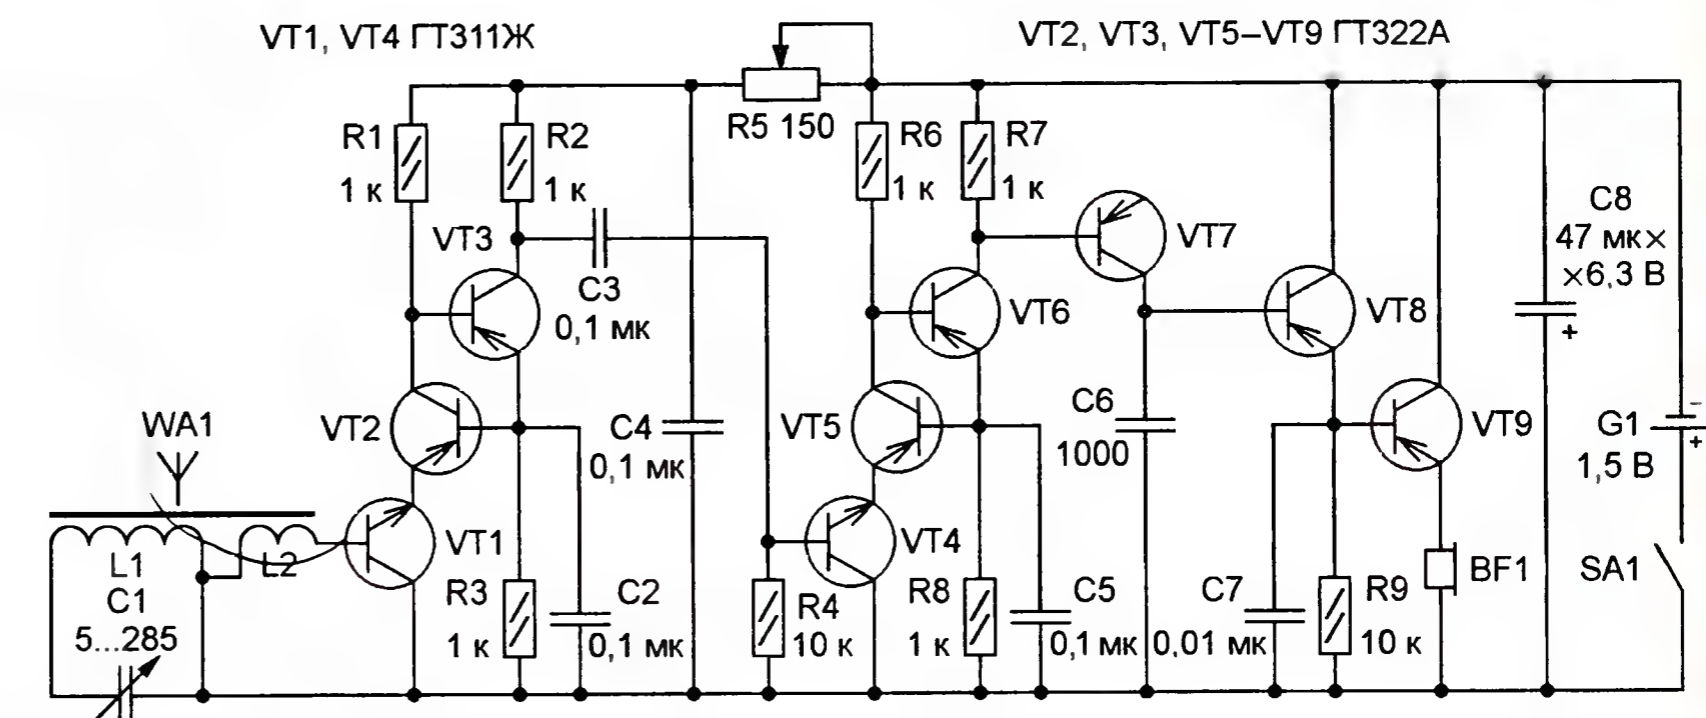 VT1, VT4 ГТ311Ж
VT2, VT3, VT5–VT9 ГТ322А
R1
1 к
R2
1 к
R5 150
R6
1 к
R7
1 к
VT3
C3
0,1 мк
VT7
C8
47 мк×
×6,3 В
+
VT6
VT8
WA1
VT2
C4
0,1 мк
VT5
C6
1000
VT9
G1
1,5 В
–
+
L1
L2
C1
5...285
VT1
R3
1 к
C2
0,1 мк
VT4
R4
10 к
R8
1 к
C5
0,1 мк
C7
0,01 мк
R9
10 к
BF1
SA1